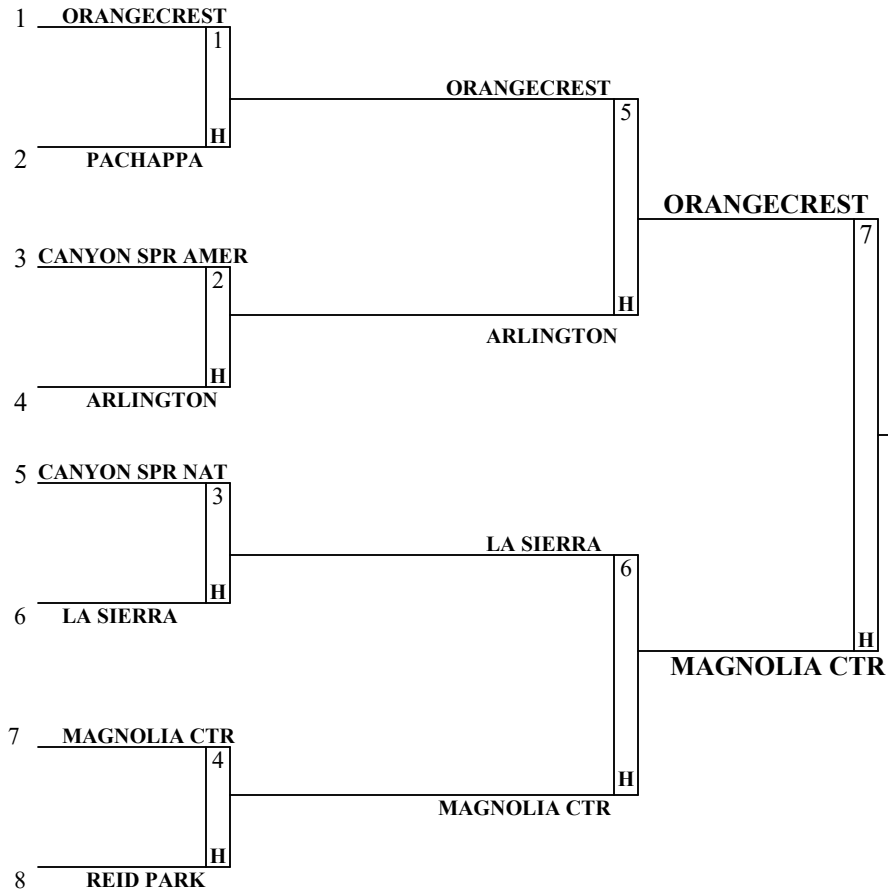 1 ORANGECREST
1
ORANGECREST
5
H
2 PACHAPPA
ORANGECREST
7
3 CANYON SPR AMER
2
H
ARLINGTON
H
4 ARLINGTON
5 CANYON SPR NAT
3
LA SIERRA
6
H
6 LA SIERRA
H
MAGNOLIA CTR
7 MAGNOLIA CTR
4
H
MAGNOLIA CTR
H
8 REID PARK